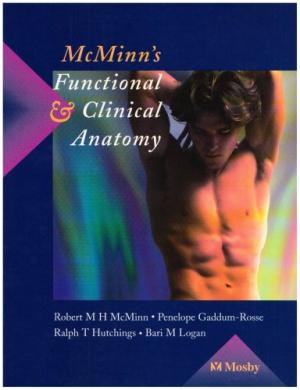 McMinn's
Functional
& Clinical
Anatomy
Robert M H McMinn • Penelope Gaddum-Rosse
Ralph T Hutchings • Bari M Logan
M Mosby